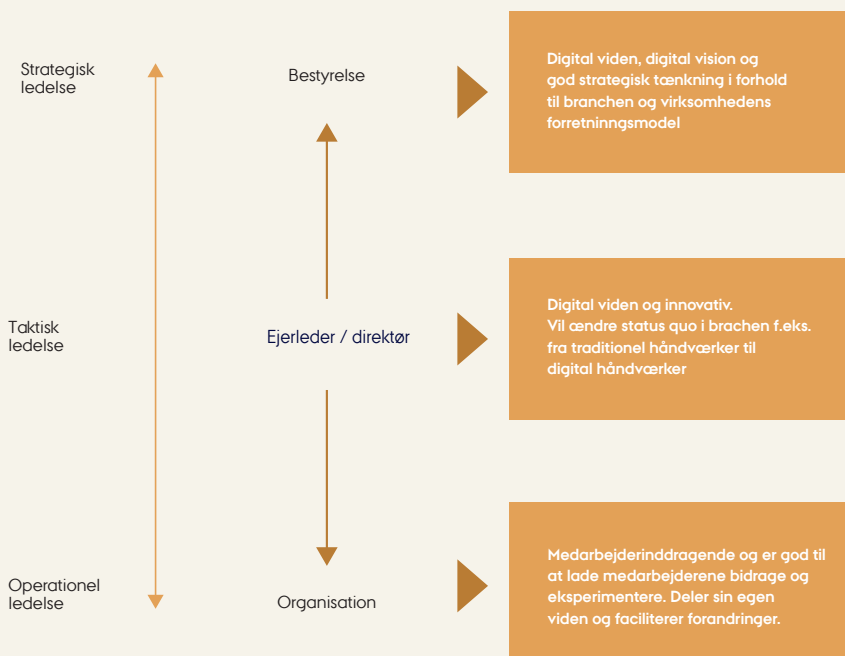 Strategisk
ledelse
Bestyrelse
Digital viden, digital vision og
god strategisk tænkning i forhold
til branchen og virksomhedens
forretninngsmodel
Taktisk
ledelse
Ejerleder / direktør
Digital viden og innovativ.
Vil ændre status quo i brachen f.eks.
fra traditionel håndværker til
digital håndværker
Operationel
ledelse
Organisation
Medarbejderinddragende og er god til
at lade medarbejderene bidrage og
eksperimentere. Deler sin egen
viden og faciliterer forandringer.